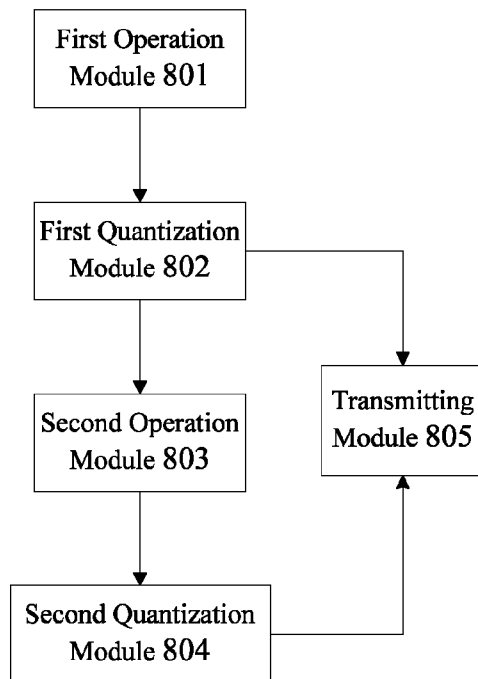 First Operation
Module 801
First Quantization
Module 802
Second Operation
Module 803
Transmitting
Module 805
Second Quantization
Module 804